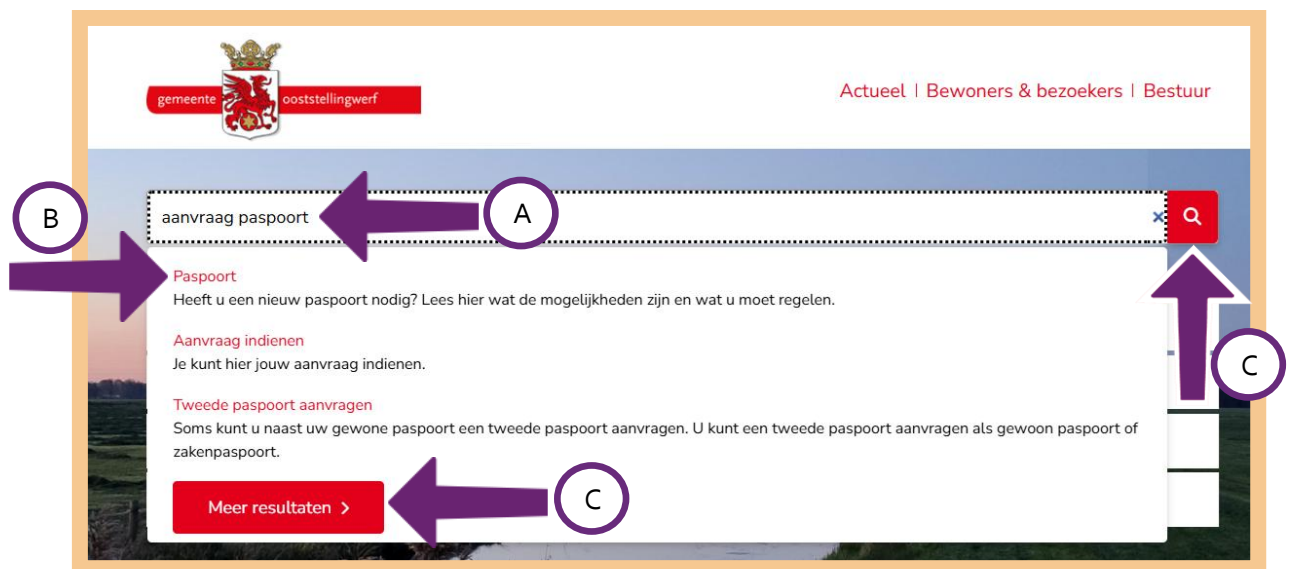 gemeente ooststellingwerf
Actueel | Bewoners & bezoekers | Bestuur
B
aanvraag paspoort
A
×
Paspoort
Heeft u een nieuw paspoort nodig? Lees hier wat de mogelijkheden zijn en wat u moet regelen.
Aanvraag indienen
Je kunt hier jouw aanvraag indienen.
C
Tweede paspoort aanvragen
Soms kunt u naast uw gewone paspoort een tweede paspoort aanvragen. U kunt een tweede paspoort aanvragen als gewoon paspoort of
zakenpaspoort.
Meer resultaten >
C